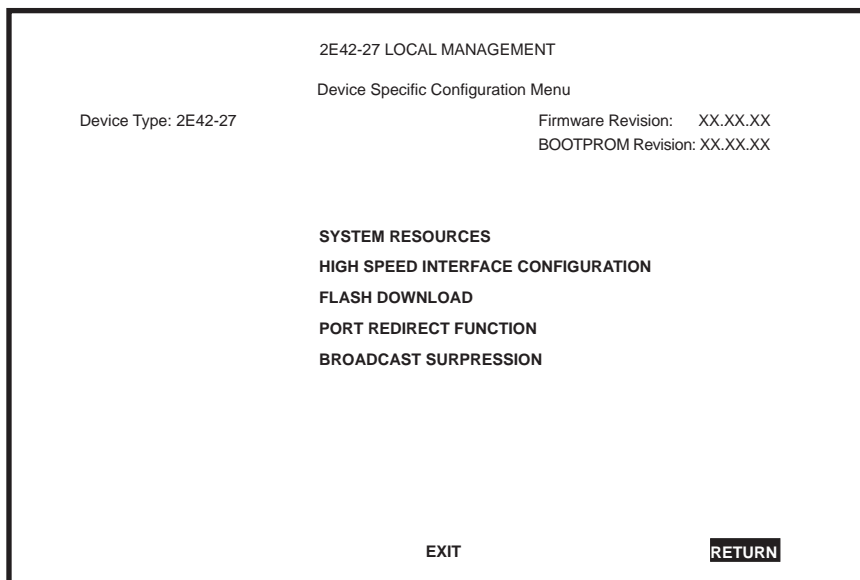 2E42-27 LOCAL MANAGEMENT
Device Specific Configuration Menu
Device Type: 2E42-27 Firmware Revision: XX.XX.XX
BOOTPROM Revision: XX.XX.XX
SYSTEM RESOURCES
HIGH SPEED INTERFACE CONFIGURATION
FLASH DOWNLOAD
PORT REDIRECT FUNCTION
BROADCAST SURPRESSION
EXIT RETURN